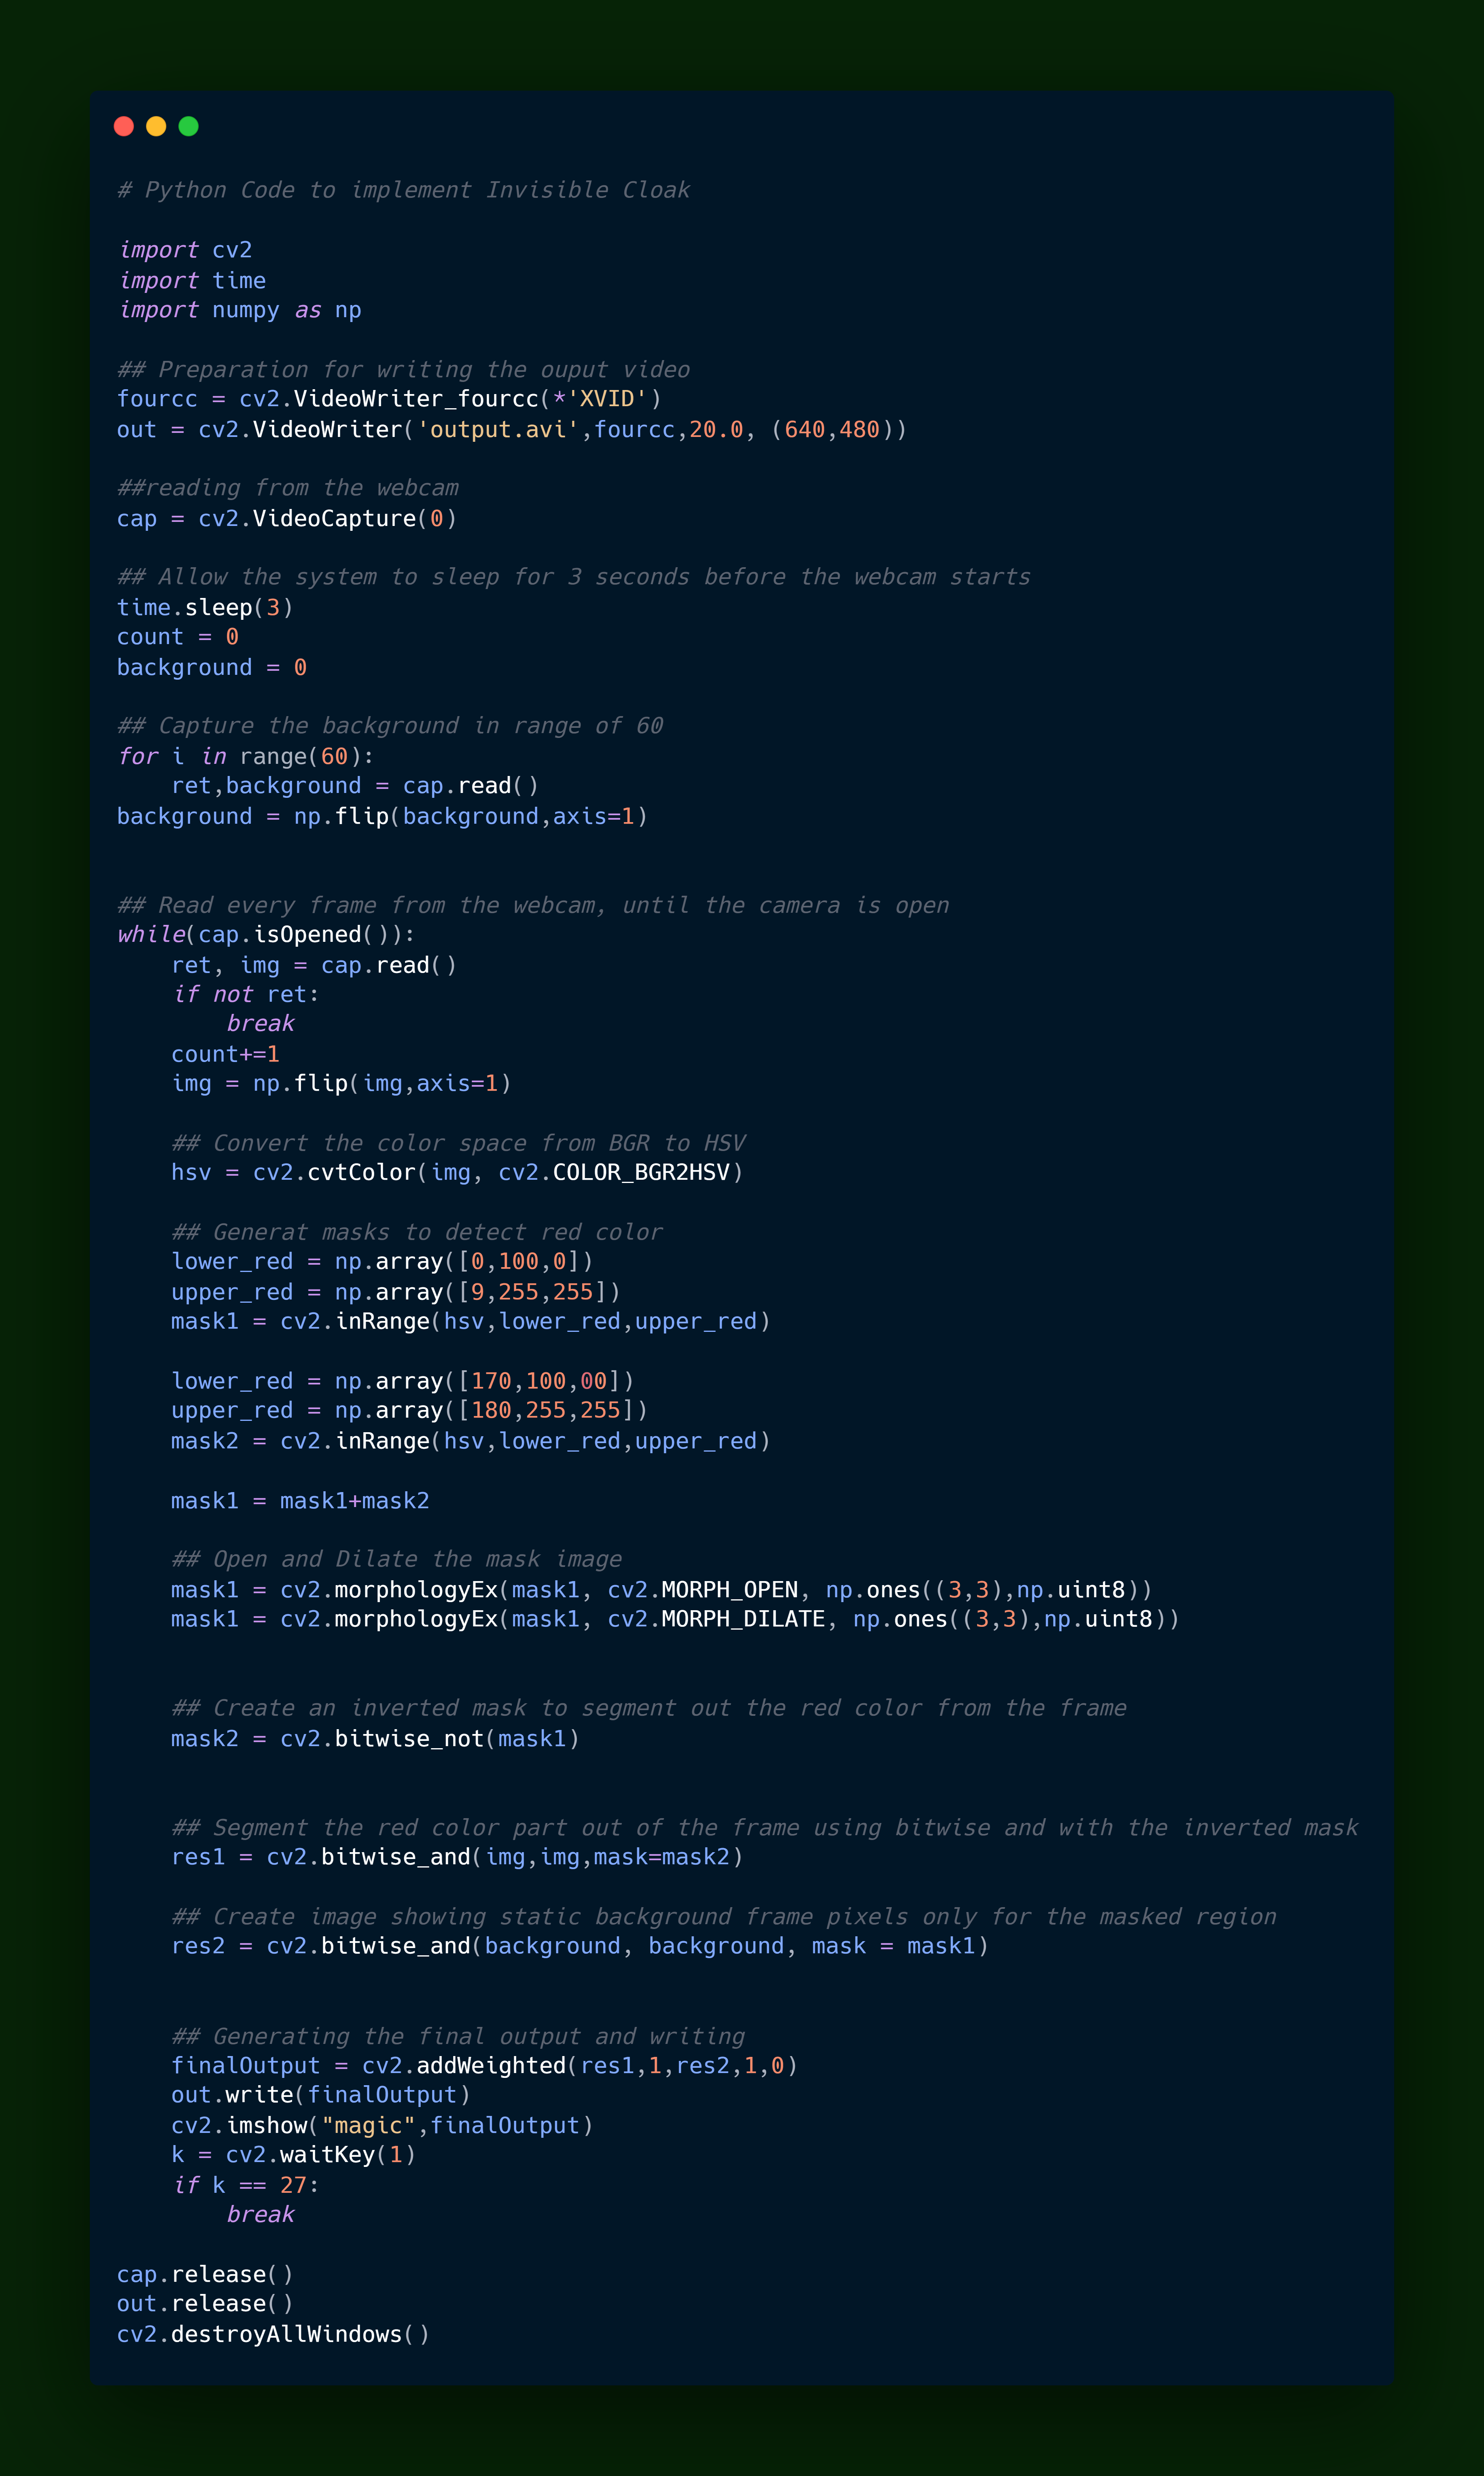 # Python Code to implement Invisible Cloak
import cv2
import time
import numpy as np
## Preparation for writing the ouput video
fourcc = cv2.VideoWriter_fourcc(*'XVID')
out = cv2.VideoWriter('output.avi',fourcc,20.0, (640,480))
##reading from the webcam
cap = cv2.VideoCapture(0)
## Allow the system to sleep for 3 seconds before the webcam starts
time.sleep(3)
count = 0
background = 0
## Capture the background in range of 60
for i in range(60):
    ret,background = cap.read()
background = np.flip(background,axis=1)
## Read every frame from the webcam, until the camera is open
while(cap.isOpened()):
    ret, img = cap.read()
    if not ret:
        break
    count+=1
    img = np.flip(img,axis=1)
    ## Convert the color space from BGR to HSV
    hsv = cv2.cvtColor(img, cv2.COLOR_BGR2HSV)
    ## Generat masks to detect red color
    lower_red = np.array([0,100,0])
    upper_red = np.array([9,255,255])
    mask1 = cv2.inRange(hsv,lower_red,upper_red)
    lower_red = np.array([170,100,00])
    upper_red = np.array([180,255,255])
    mask2 = cv2.inRange(hsv,lower_red,upper_red)
    mask1 = mask1+mask2
    ## Open and Dilate the mask image
    mask1 = cv2.morphologyEx(mask1, cv2.MORPH_OPEN, np.ones((3,3),np.uint8))
    mask1 = cv2.morphologyEx(mask1, cv2.MORPH_DILATE, np.ones((3,3),np.uint8))
    ## Create an inverted mask to segment out the red color from the frame
    mask2 = cv2.bitwise_not(mask1)
    ## Segment the red color part out of the frame using bitwise and with the inverted mask
    res1 = cv2.bitwise_and(img,img,mask=mask2)
    ## Create image showing static background frame pixels only for the masked region
    res2 = cv2.bitwise_and(background, background, mask = mask1)
    ## Generating the final output and writing
    finalOutput = cv2.addWeighted(res1,1,res2,1,0)
    out.write(finalOutput)
    cv2.imshow("magic",finalOutput)
    k = cv2.waitKey(1)
    if k == 27:
        break
cap.release()
out.release()
cv2.destroyAllWindows()